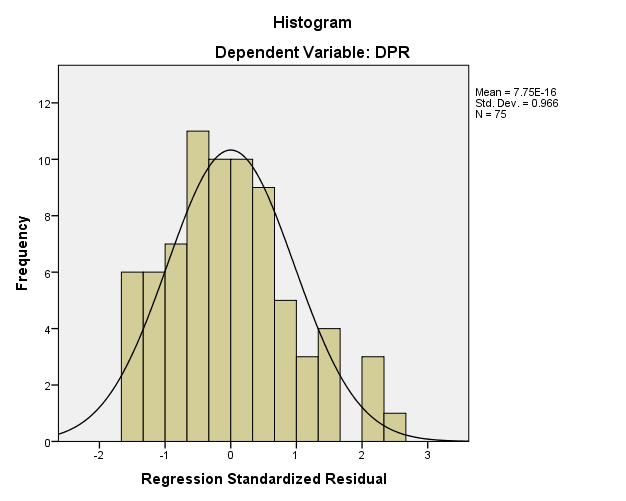 Histogram
Dependent Variable: DPR
Mean = 7.75E-16
Std. Dev. = 0.966
N = 75
Frequency
12
10
8
6
4
2
0
-2 -1 0 1 2 3
Regression Standardized Residual